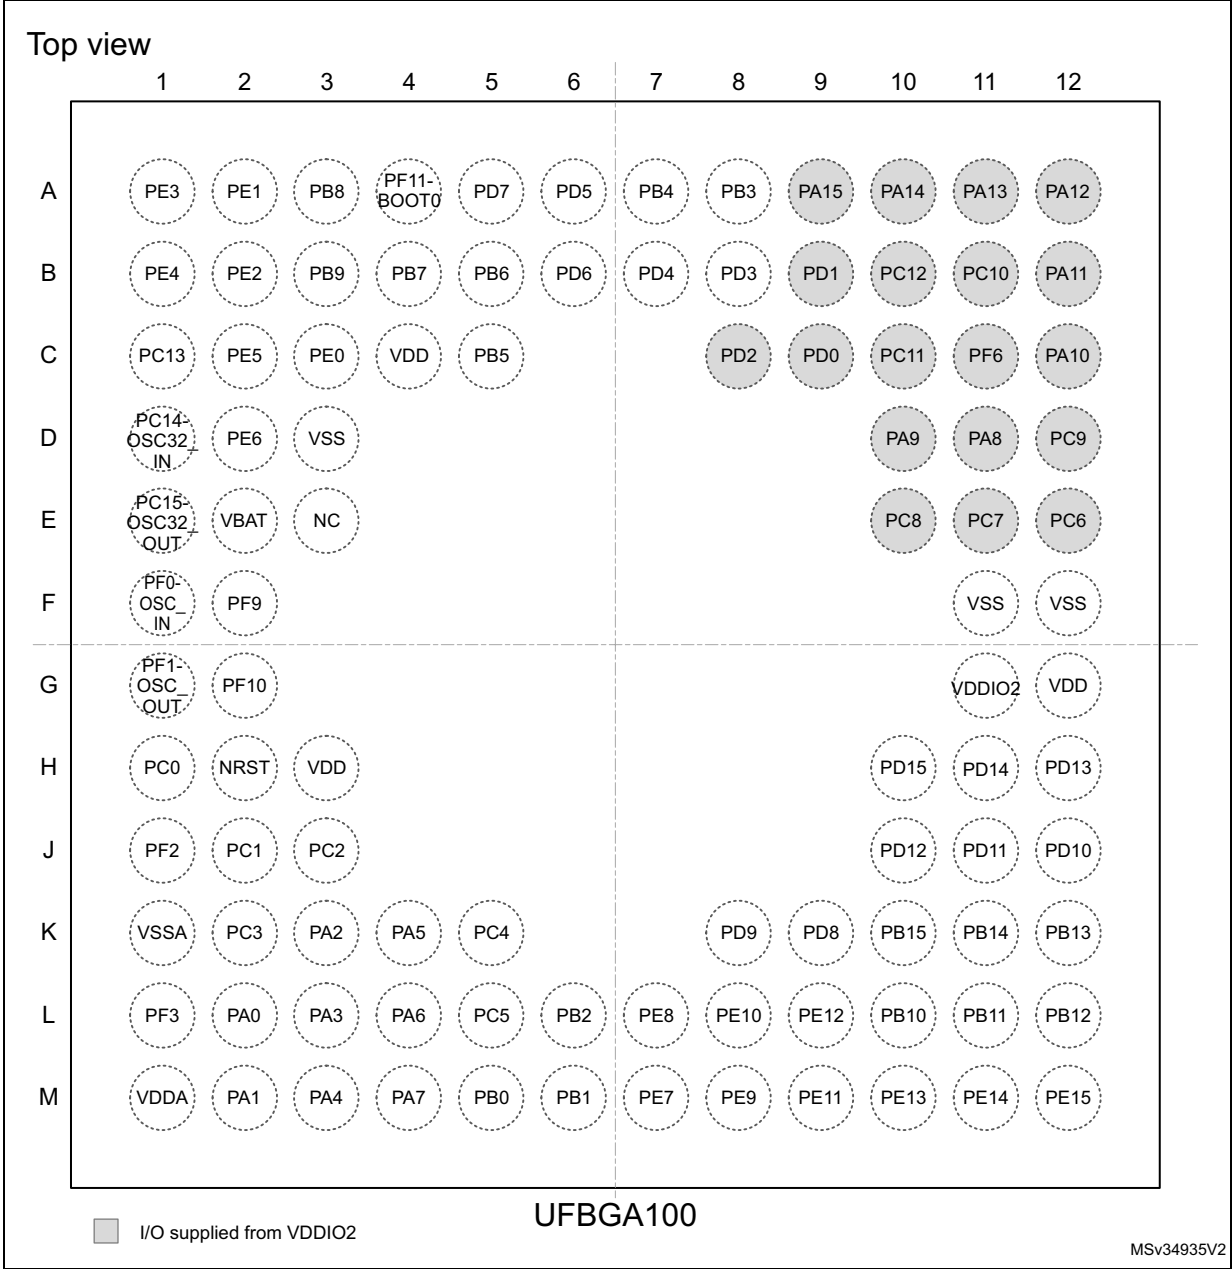 Top view
1 2 3 4 5 6 7 8 9 10 11 12
A PE3 PE1 PB8 PF11-BOOT0 PD7 PD5 PB4 PB3 PA15 PA14 PA13 PA12
B PE4 PE2 PB9 PB7 PB6 PD6 PD4 PD3 PD1 PC12 PC10 PA11
C PC13 PE5 PE0 VDD PB5 PD2 PD0 PC11 PF6 PA10
D PC14-OSC32_IN PE6 VSS PA9 PA8 PC9
E PC15-OSC32_OUT VBAT NC PC8 PC7 PC6
F PF0-OSC_IN PF9 VSS VSS
G PF1-OSC_OUT PF10 VDDIO2 VDD
H PC0 NRST VDD PD15 PD14 PD13
J PF2 PC1 PC2 PD12 PD11 PD10
K VSSA PC3 PA2 PA5 PC4 PD9 PD8 PB15 PB14 PB13
L PF3 PA0 PA3 PA6 PC5 PB2 PE8 PE10 PE12 PB10 PB11 PB12
M VDDA PA1 PA4 PA7 PB0 PB1 PE7 PE9 PE11 PE13 PE14 PE15
UFBGA100
I/O supplied from VDDIO2
MSv34935V2